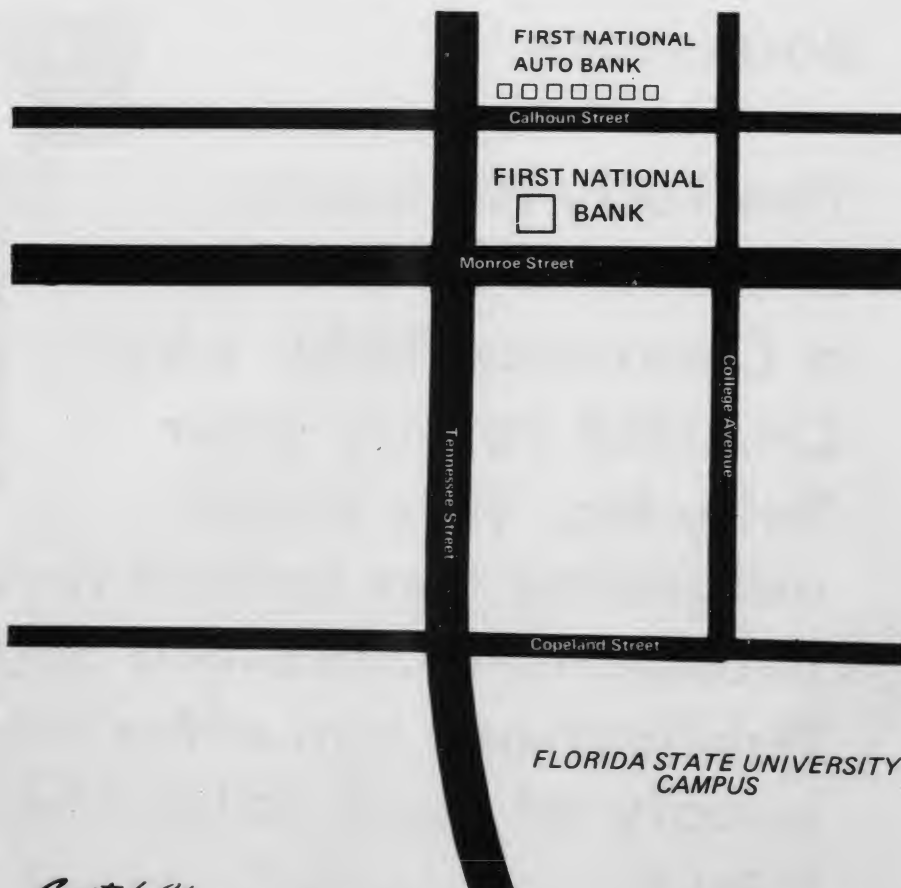 FIRST NATIONAL
AUTO BANK
Calhoun Street
FIRST NATIONAL
BANK
Monroe Street
College Avenue
Tennessee Street
Copeland Street
FLORIDA STATE UNIVERSITY
CAMPUS